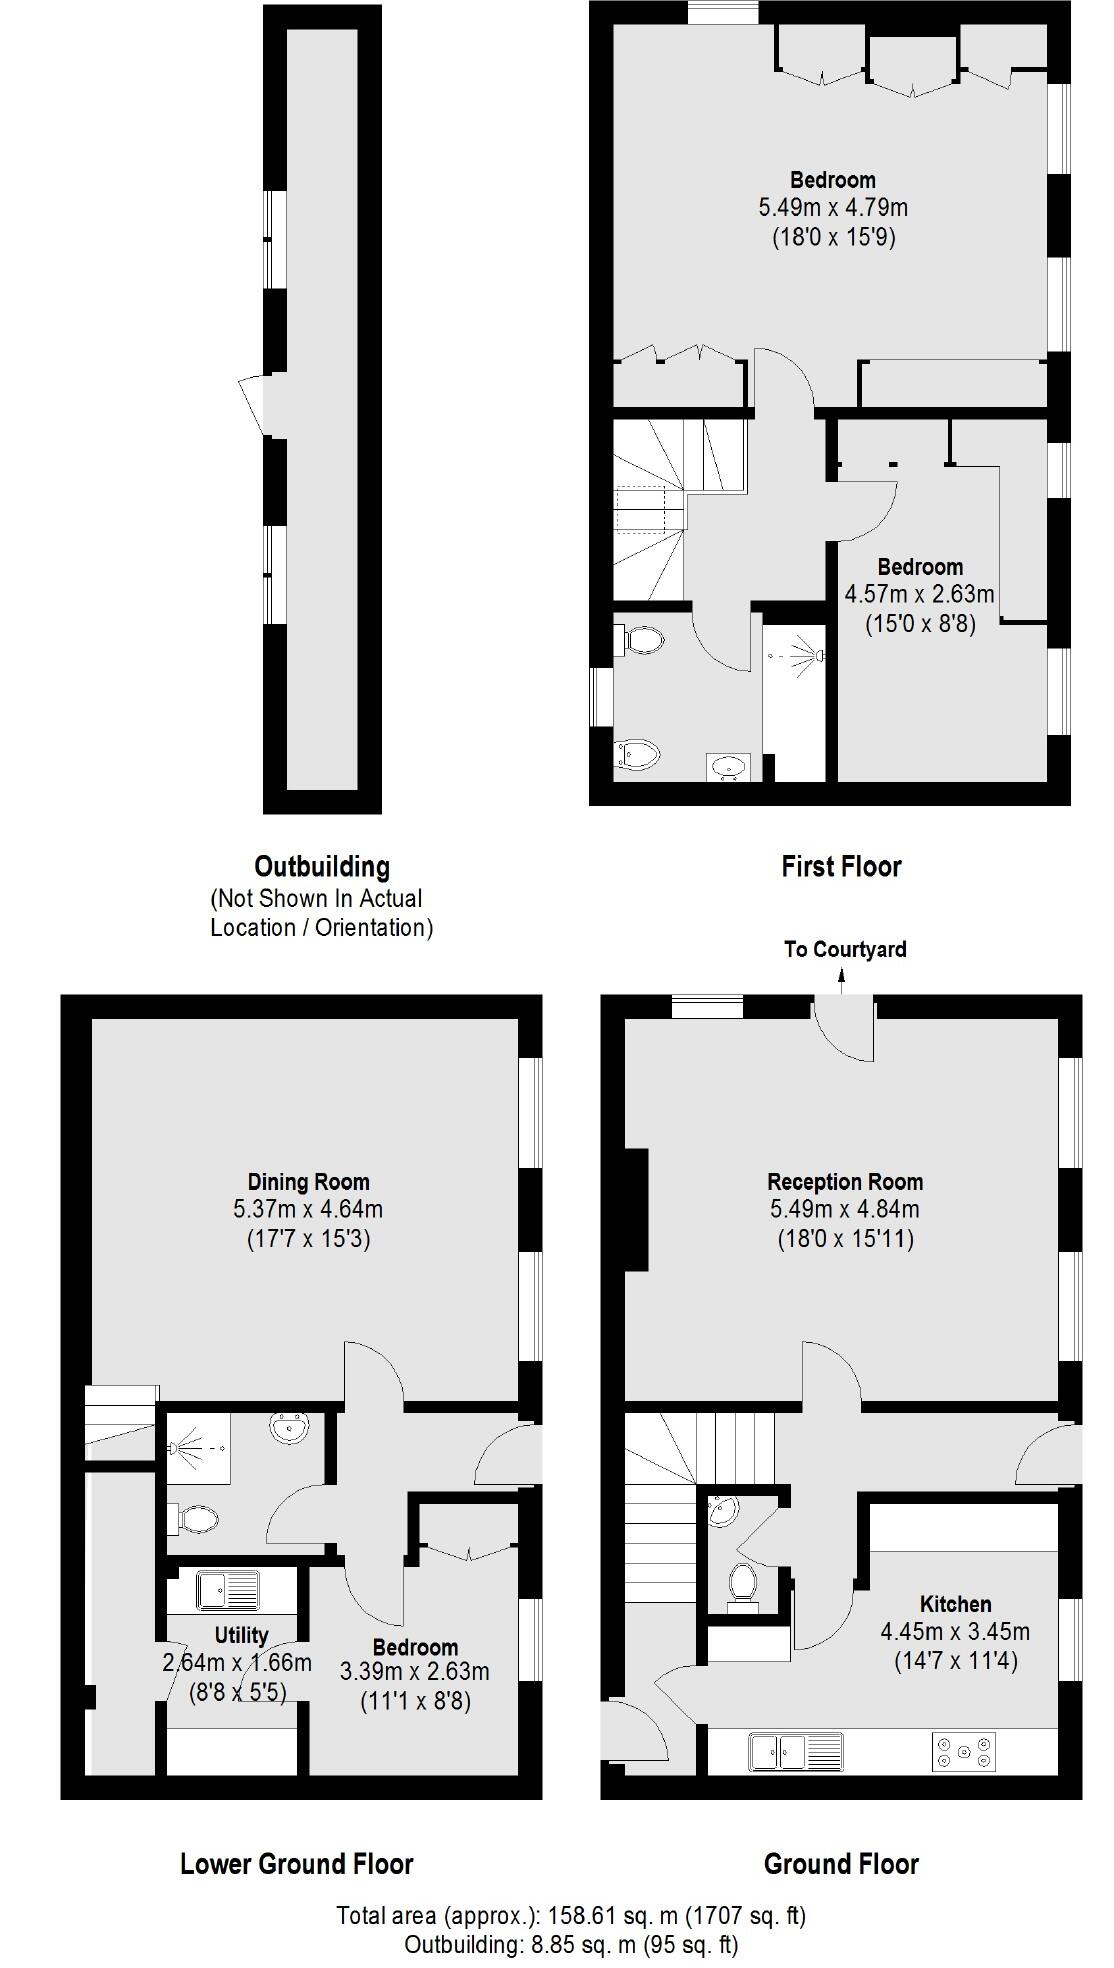 Bedroom
5.49m x 4.79m
(18'0 x 15'9)
Bedroom
4.57m x 2.63m
(15'0 x 8'8)
Outbuilding
(Not Shown In Actual
Location / Orientation)
First Floor
To Courtyard
Dining Room
5.37m x 4.64m
(17'7 x 15'3)
Reception Room
5.49m x 4.84m
(18'0 x 15'11)
Utility
2.64m x 1.66m
(8'8 x 5'5)
Bedroom
3.39m x 2.63m
(11'1 x 8'8)
Kitchen
4.45m x 3.45m
(14'7 x 11'4)
Lower Ground Floor
Ground Floor
Total area (approx.): 158.61 sq. m (1707 sq. ft)
Outbuilding: 8.85 sq. m (95 sq. ft)